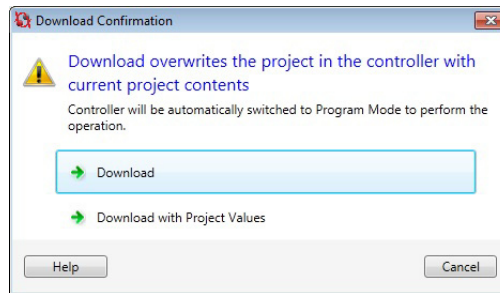 Download Confirmation
Download overwrites the project in the controller with
current project contents
Controller will be automatically switched to Program Mode to perform the
operation.
Download
Download with Project Values
Help
Cancel